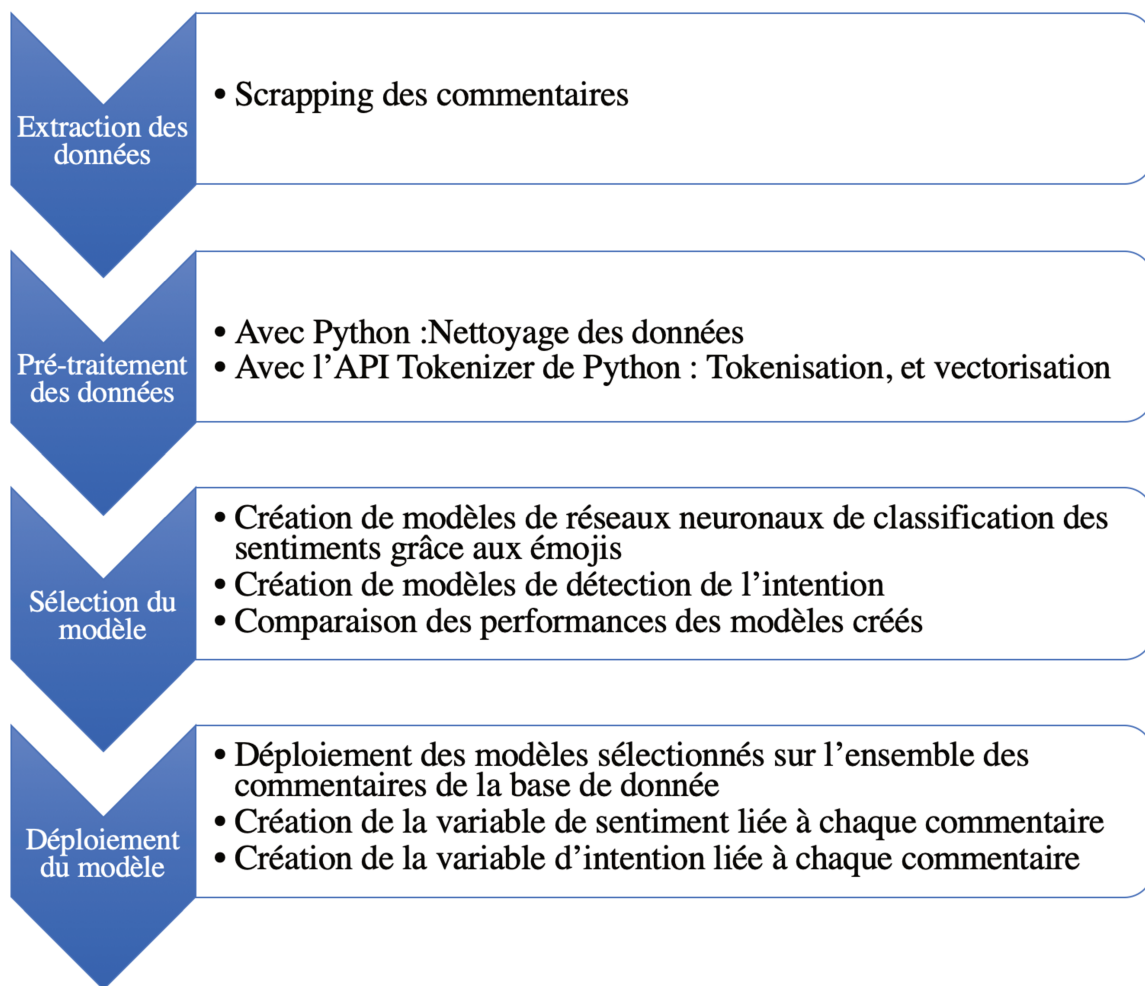 Extraction des
données
• Scrapping des commentaires
Pré-traitement
des données
• Avec Python :Nettoyage des données
• Avec l’API Tokenizer de Python : Tokenisation, et vectorisation
Sélection du
modèle
• Création de modèles de réseaux neuronaux de classification des
sentiments grâce aux émojis
• Création de modèles de détection de l’intention
• Comparaison des performances des modèles créés
Déploiement
du modèle
• Déploiement des modèles sélectionnés sur l’ensemble des
commentaires de la base de donnée
• Création de la variable de sentiment liée à chaque commentaire
• Création de la variable d’intention liée à chaque commentaire